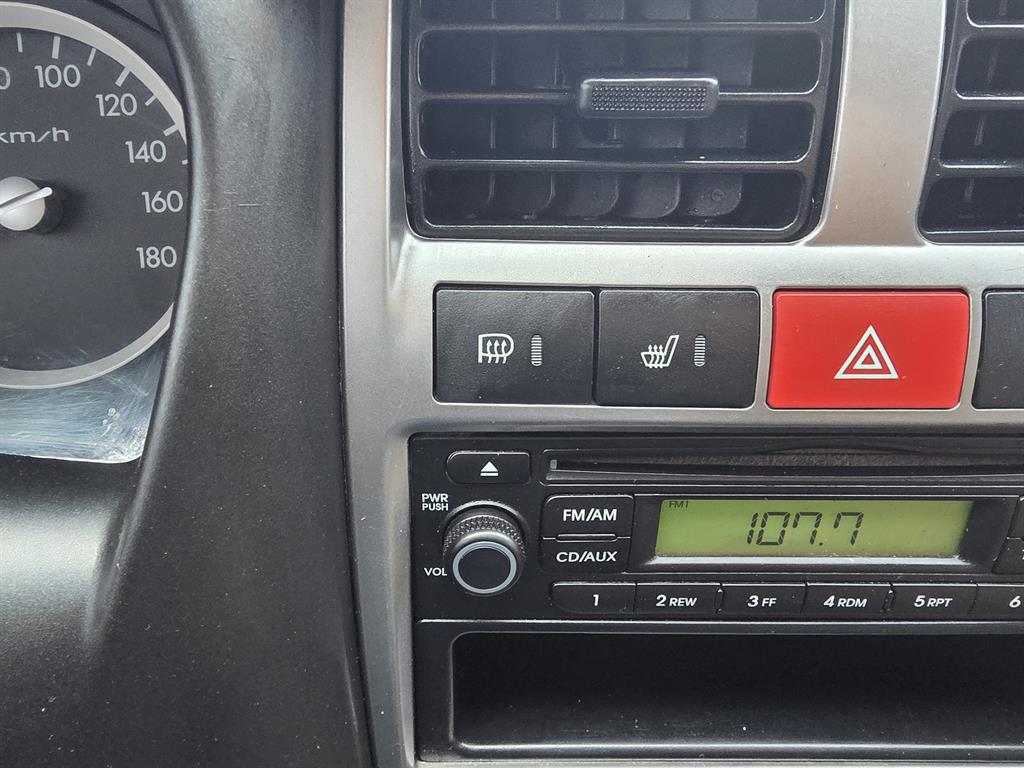 100
120
km/h
140
160
180
PWR
PUSH
VOL
FM/AM
CD/AUX
FM1
107.7
1
2 REW
3 FF
4 RDM
5 RPT
6